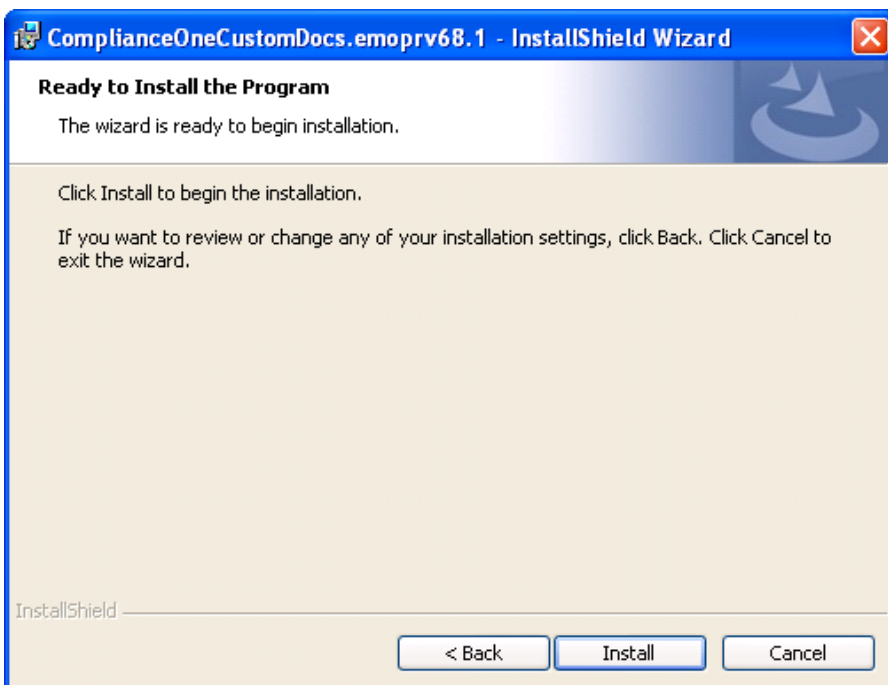 ComplianceOneCustomDocs.emoprv68.1 - InstallShield Wizard
Ready to Install the Program
The wizard is ready to begin installation.
Click Install to begin the installation.
If you want to review or change any of your installation settings, click Back. Click Cancel to
exit the wizard.
InstallShield
< Back
Install
Cancel